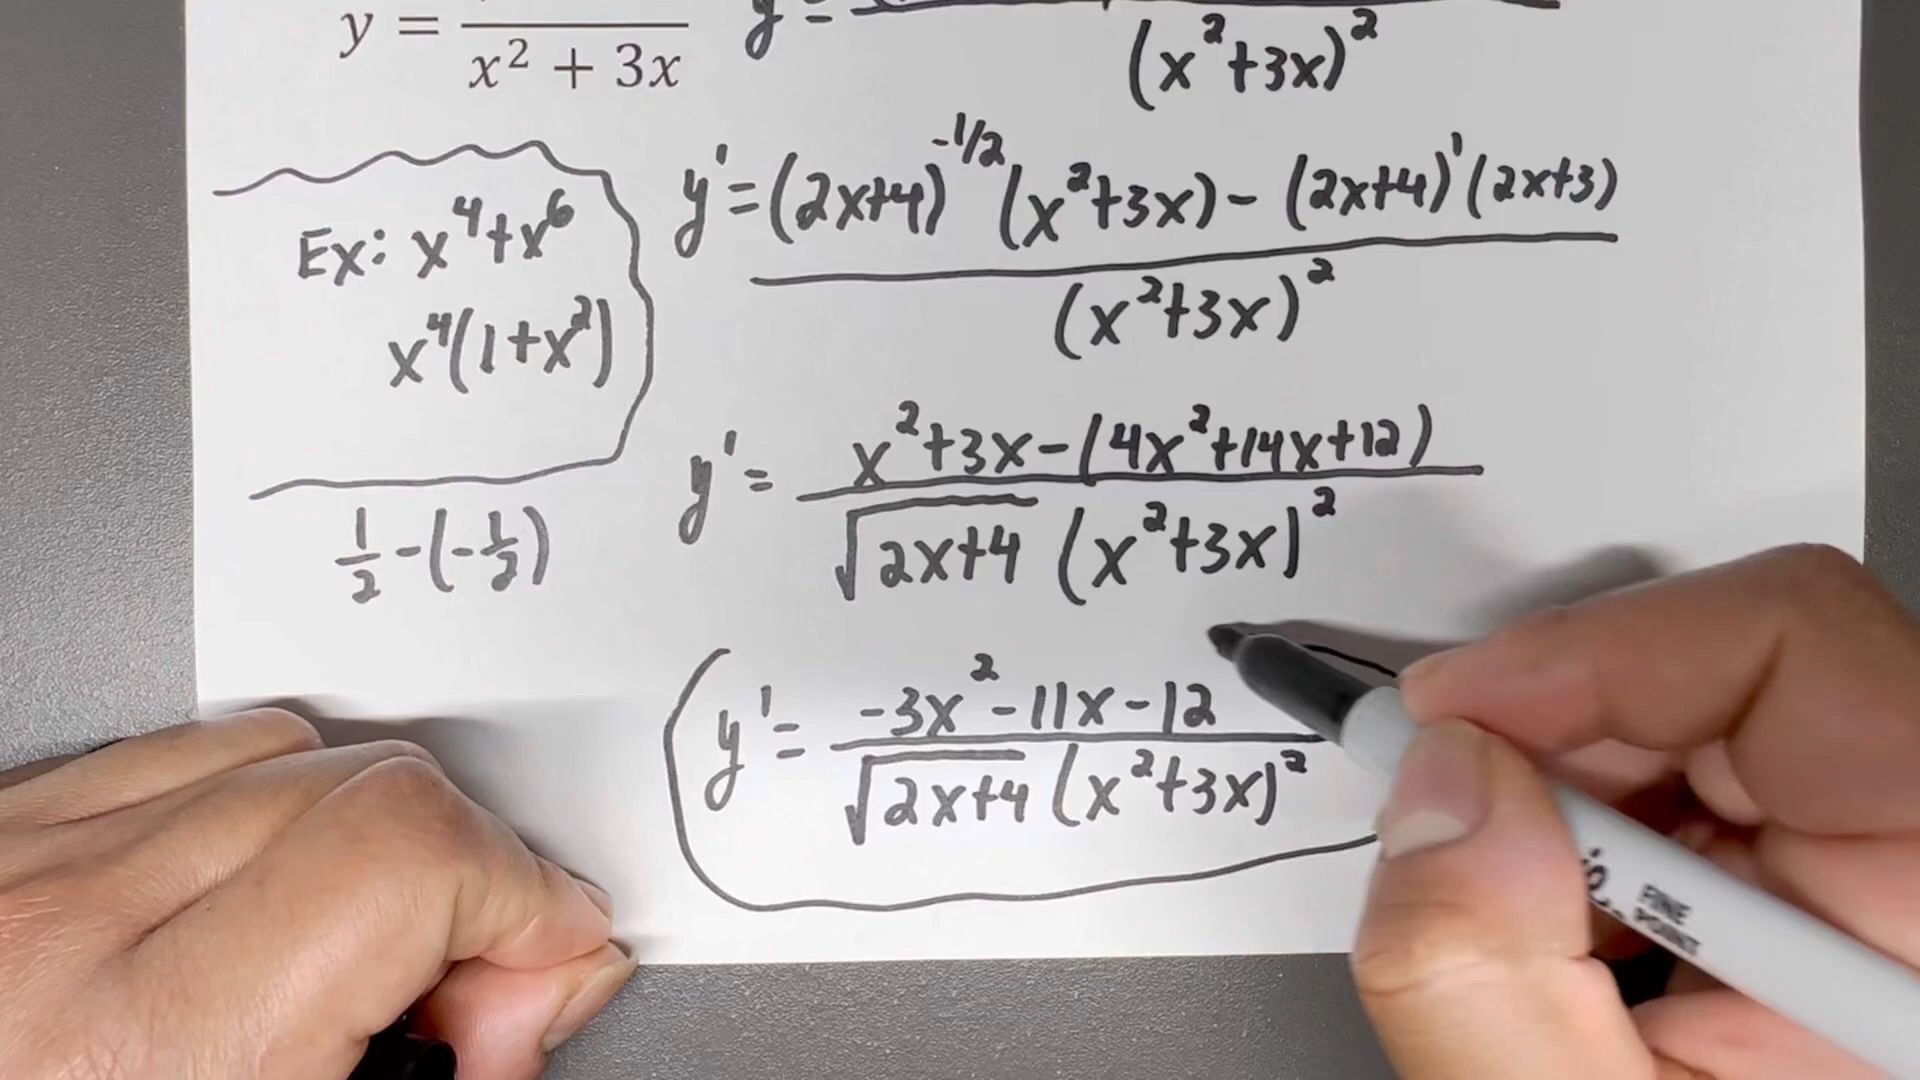 y = / x² + 3x
y = / (x²+3x)²
y' = (2x+4)^-1/2 (x²+3x) - (2x+4)^1 (2x+3) / (x²+3x)²
Ex: x⁴+x⁶
x⁴(1+x²)
1/2 - (-1/2)
y' = x²+3x-(4x²+14x+12) / √2x+4 (x²+3x)²
y' = -3x²-11x-12 / √2x+4 (x²+3x)²
FINE
POINT